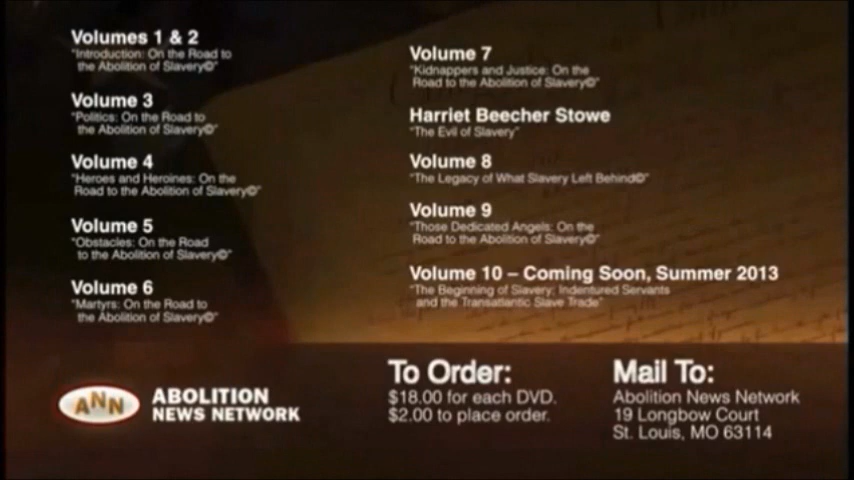 Volumes 1 & 2
"Introduction: On the Road to
the Abolition of Slavery©"
Volume 3
"Politics: On the Road to
the Abolition of Slavery©"
Volume 4
"Heroes and Heroines: On the
Road to the Abolition of Slavery©"
Volume 5
"Obstacles: On the Road
to the Abolition of Slavery©"
Volume 6
"Martyrs: On the Road to
the Abolition of Slavery©"
Volume 7
"Kidnappers and Justice: On the
Road to the Abolition of Slavery©"
Harriet Beecher Stowe
"The Evil of Slavery"
Volume 8
"The Legacy of What Slavery Left Behind©"
Volume 9
"Those Dedicated Angels: On the
Road to the Abolition of Slavery©"
Volume 10 – Coming Soon, Summer 2013
"The Beginning of Slavery: Indentured Servants
and the Transatlantic Slave Trade"
ANN
ABOLITION
NEWS NETWORK
To Order:
$18.00 for each DVD.
$2.00 to place order.
Mail To:
Abolition News Network
19 Longbow Court
St. Louis, MO 63114